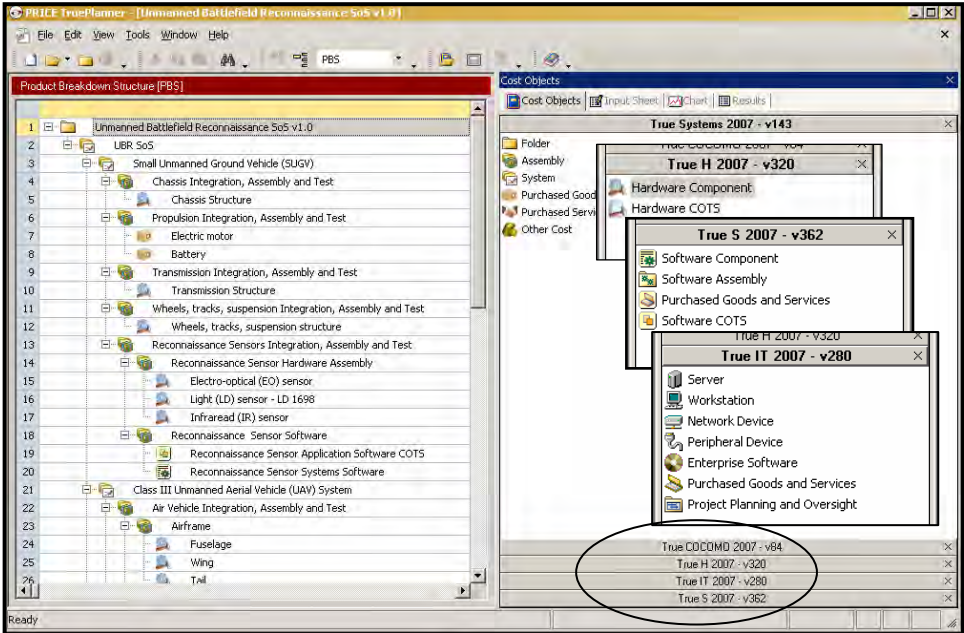 PRICE TruePlanner - [Unmanned Battlefield Reconnaissance SoS v1.0]
File Edit View Tools Window Help
PBS
Product Breakdown Structure [PBS]
1 Unmanned Battlefield Reconnaissance SoS v1.0
2 UBR SoS
3 Small Unmanned Ground Vehicle (SUGV)
4 Chassis Integration, Assembly and Test
5 Chassis Structure
6 Propulsion Integration, Assembly and Test
7 Electric motor
8 Battery
9 Transmission Integration, Assembly and Test
10 Transmission Structure
11 Wheels, tracks, suspension Integration, Assembly and Test
12 Wheels, tracks, suspension structure
13 Reconnaissance Sensors Integration, Assembly and Test
14 Reconnaissance Sensor Hardware Assembly
15 Electro-optical (EO) sensor
16 Light (LD) sensor - LD 1698
17 Infraread (IR) sensor
18 Reconnaissance Sensor Software
19 Reconnaissance Sensor Application Software COTS
20 Reconnaissance Sensor Systems Software
21 Class III Unmanned Aerial Vehicle (UAV) System
22 Air Vehicle Integration, Assembly and Test
23 Airframe
24 Fuselage
25 Wing
26 Tail
Cost Objects
Cost Objects Input Sheet Chart Results
True Systems 2007 - v143
Folder
Assembly
System
Purchased Good
Purchased Servi
Other Cost
True COCOMO 2007 - v84
True H 2007 - v320
Hardware Component
Hardware COTS
True S 2007 - v362
Software Component
Software Assembly
Purchased Goods and Services
Software COTS
True H 2007 - v320
True IT 2007 - v280
Server
Workstation
Network Device
Peripheral Device
Enterprise Software
Purchased Goods and Services
Project Planning and Oversight
True COCOMO 2007 - v84
True H 2007 - v320
True IT 2007 - v280
True S 2007 - v362
Ready